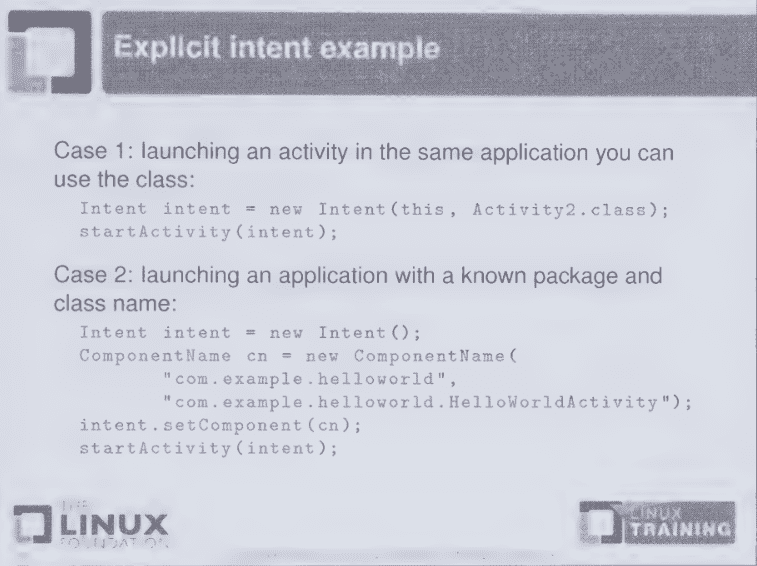 Explicit intent example
Case 1: launching an activity in the same application you can
use the class:
Intent intent = new Intent(this, Activity2.class);
startActivity(intent);
Case 2: launching an application with a known package and
class name:
Intent intent = new Intent();
ComponentName cn = new ComponentName(
"com.example.helloworld",
"com.example.helloworld.HelloWorldActivity");
intent.setComponent(cn);
startActivity(intent);
THE
LINUX
FOUNDATION
LINUX
TRAINING